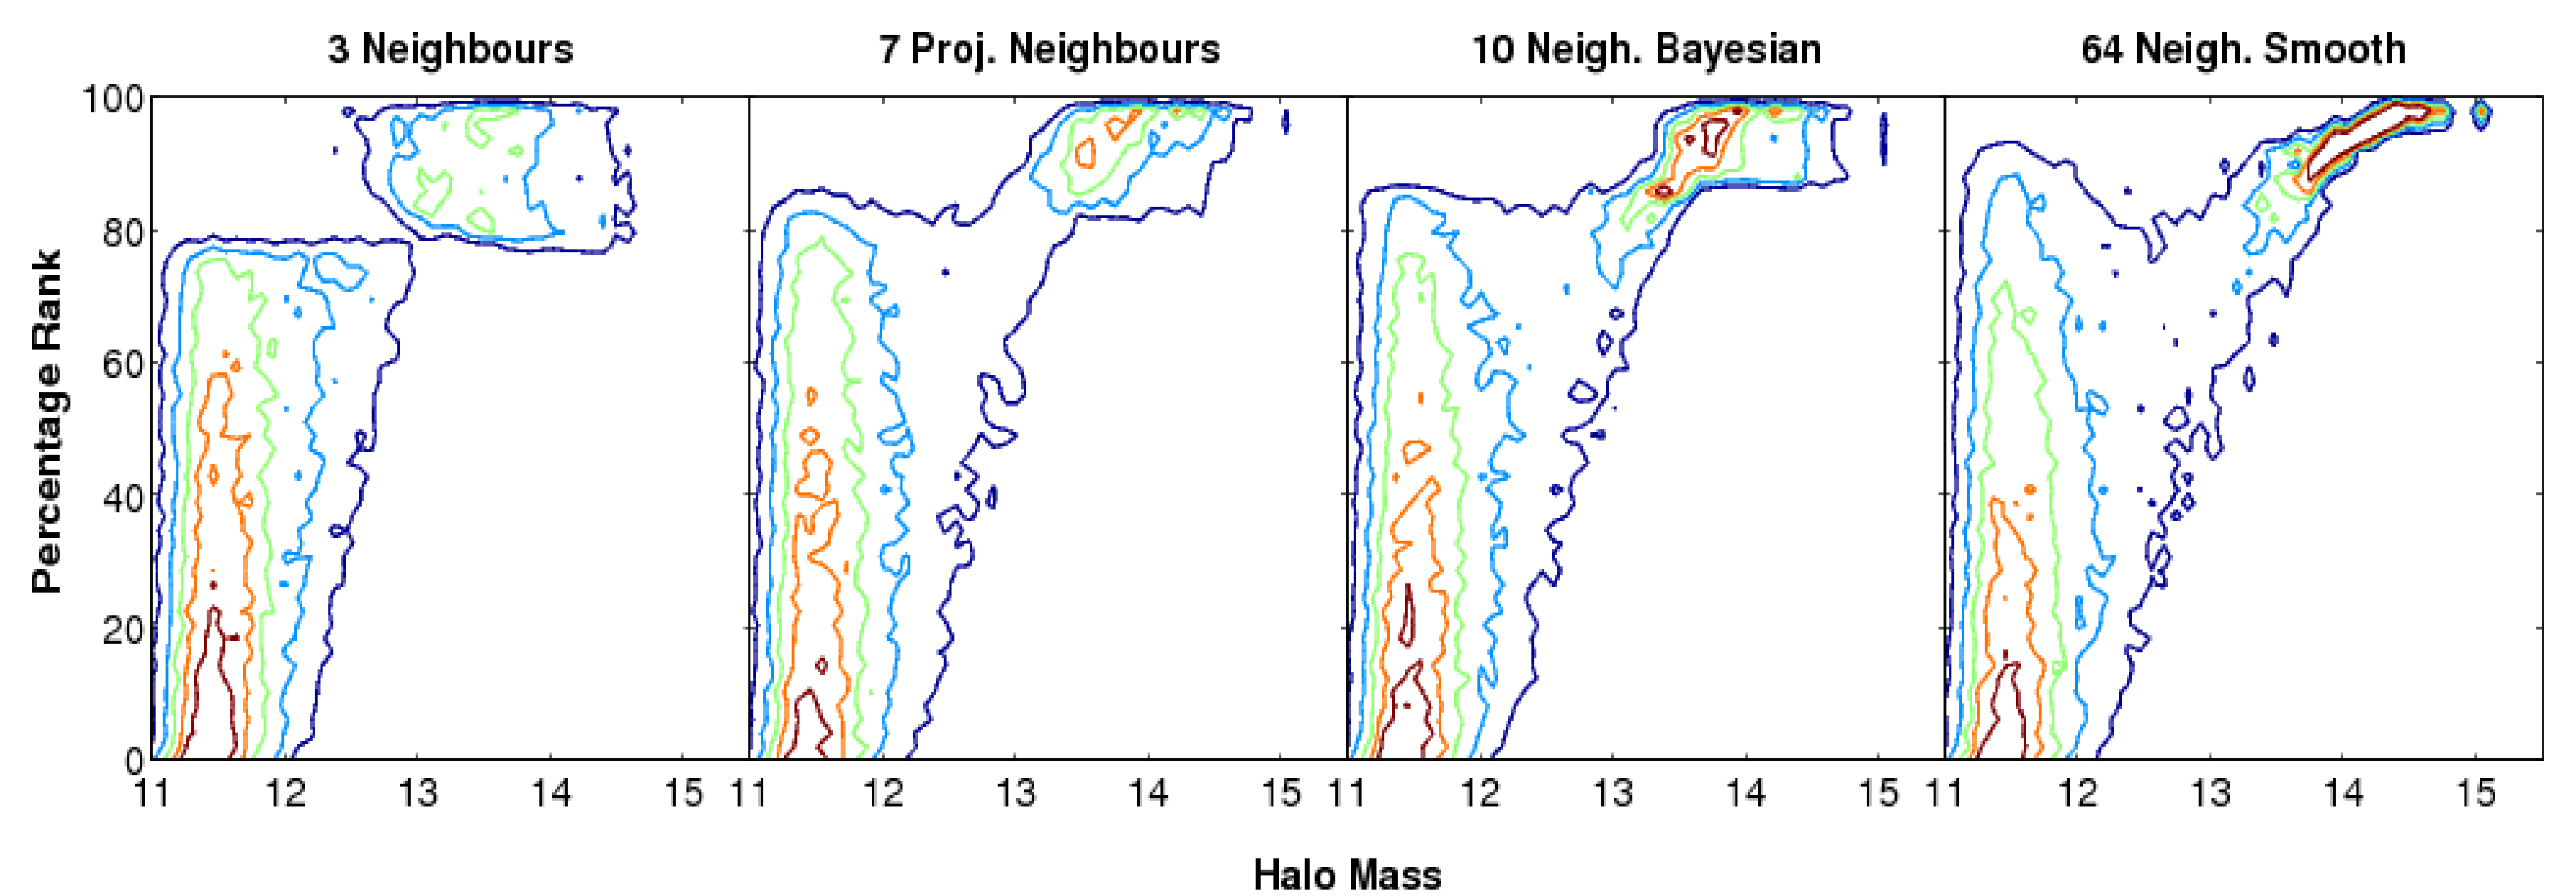 3 Neighbours
7 Proj. Neighbours
10 Neigh. Bayesian
64 Neigh. Smooth
Percentage Rank
100
80
60
40
20
0
11 12 13 14 15
11 12 13 14 15
11 12 13 14 15
11 12 13 14 15
Halo Mass